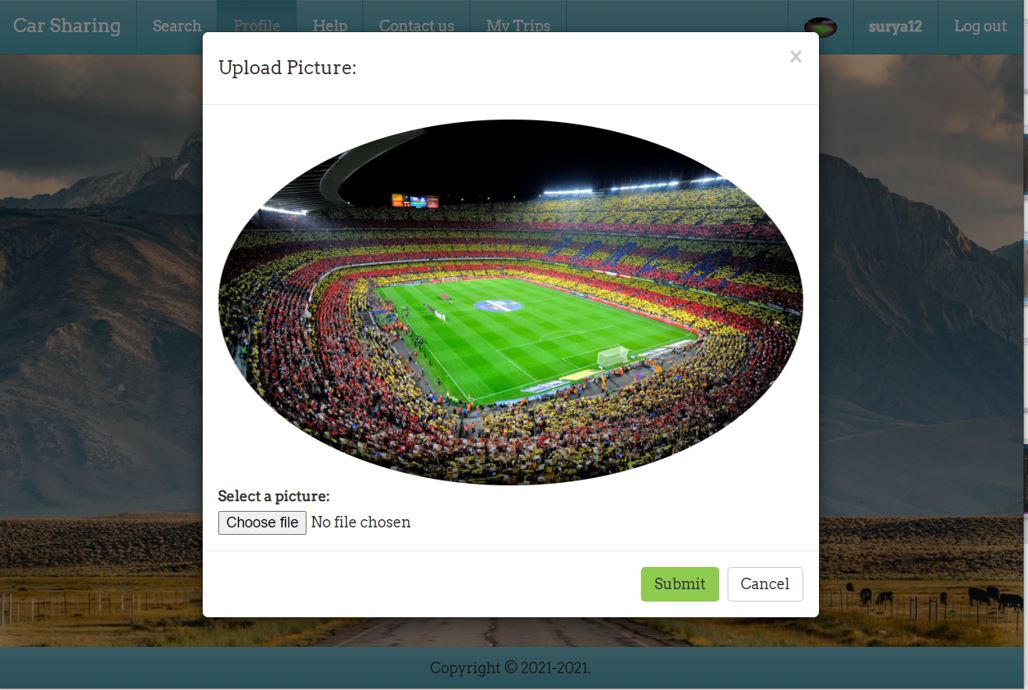 Car Sharing Search Profile Help Contact us My Trips surya12 Log out
Upload Picture:
×
Select a picture:
Choose file No file chosen
Submit Cancel
Copyright © 2021-2021.